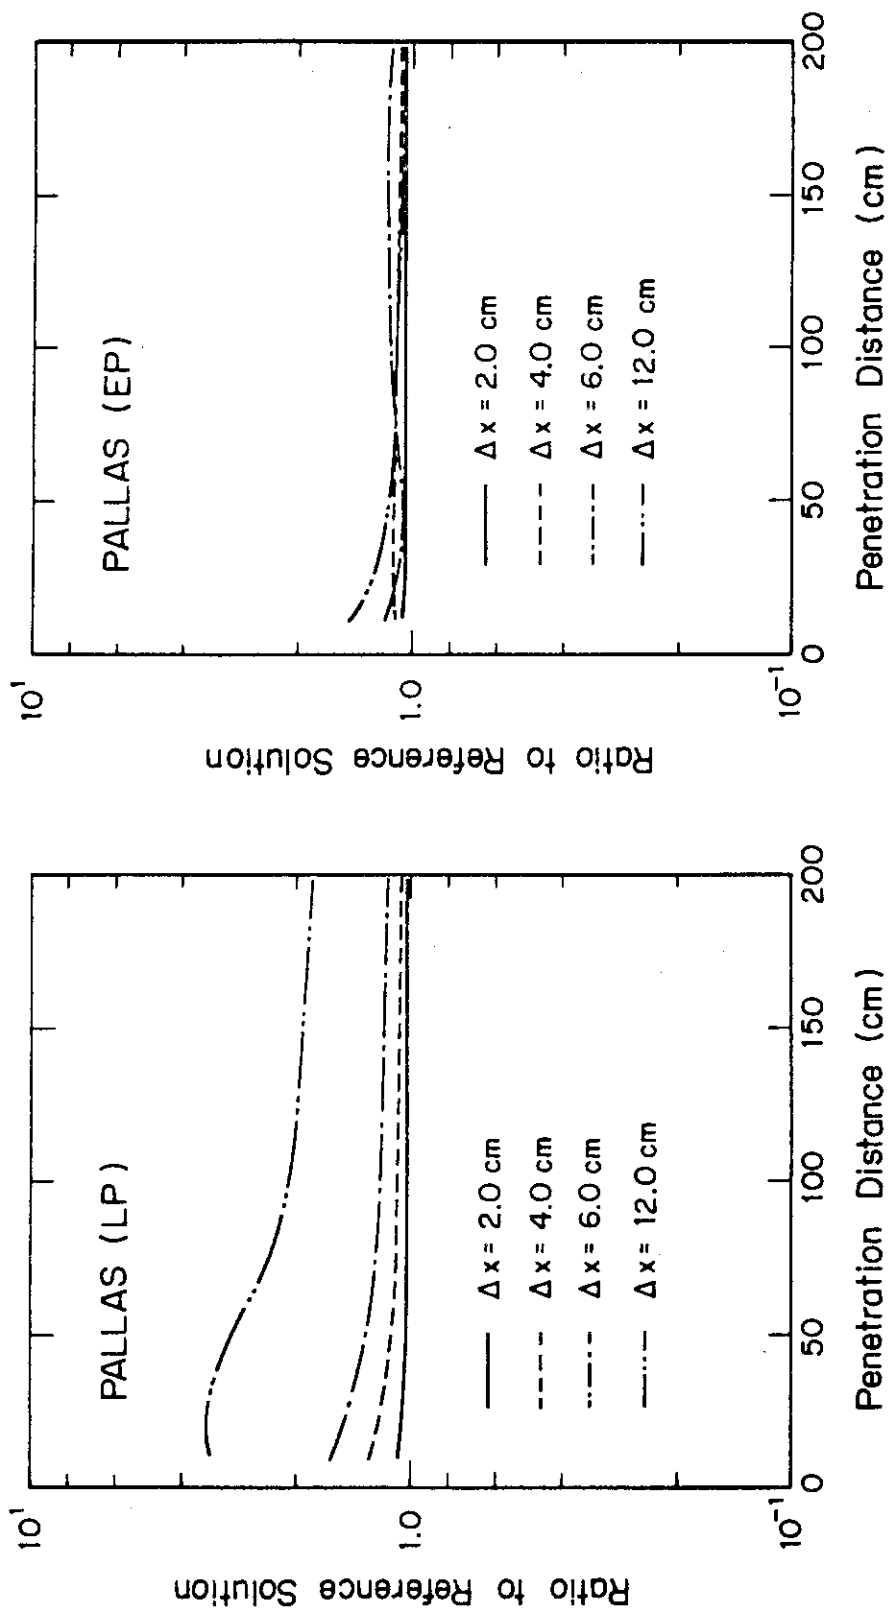 PALLAS (LP)
10¹
1.0
10⁻¹
Ratio to Reference Solution
Δx = 2.0 cm
Δx = 4.0 cm
Δx = 6.0 cm
Δx = 12.0 cm
0 50 100 150 200
Penetration Distance (cm)
PALLAS (EP)
10¹
1.0
10⁻¹
Ratio to Reference Solution
Δx = 2.0 cm
Δx = 4.0 cm
Δx = 6.0 cm
Δx = 12.0 cm
0 50 100 150 200
Penetration Distance (cm)